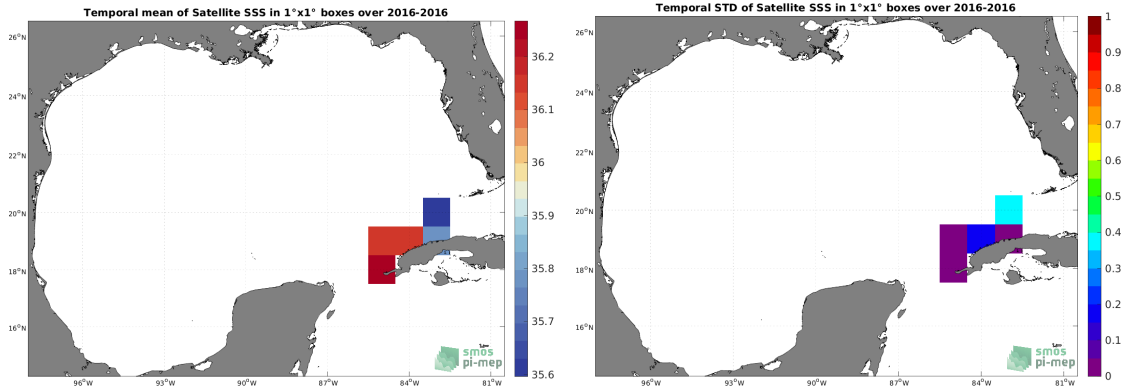 Temporal mean of Satellite SSS in 1°x1° boxes over 2016-2016
26°N
24°N
22°N
20°N
18°N
16°N
96°W
93°W
90°W
87°W
84°W
81°W
36.2
36.1
36
35.9
35.8
35.7
35.6
smos
pi-mep
Temporal STD of Satellite SSS in 1°x1° boxes over 2016-2016
26°N
24°N
22°N
20°N
18°N
16°N
96°W
93°W
90°W
87°W
84°W
81°W
1
0.9
0.8
0.7
0.6
0.5
0.4
0.3
0.2
0.1
0
smos
pi-mep